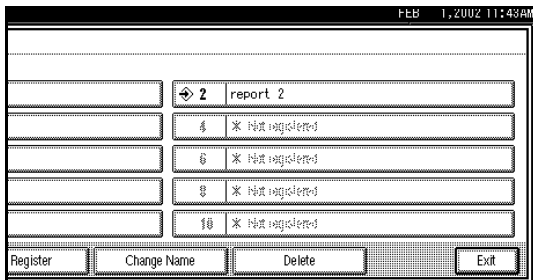 FEB 1,2002 11:43AM
2 report 2
4 * Not registered
6 * Not registered
8 * Not registered
10 * Not registered
Register Change Name Delete Exit